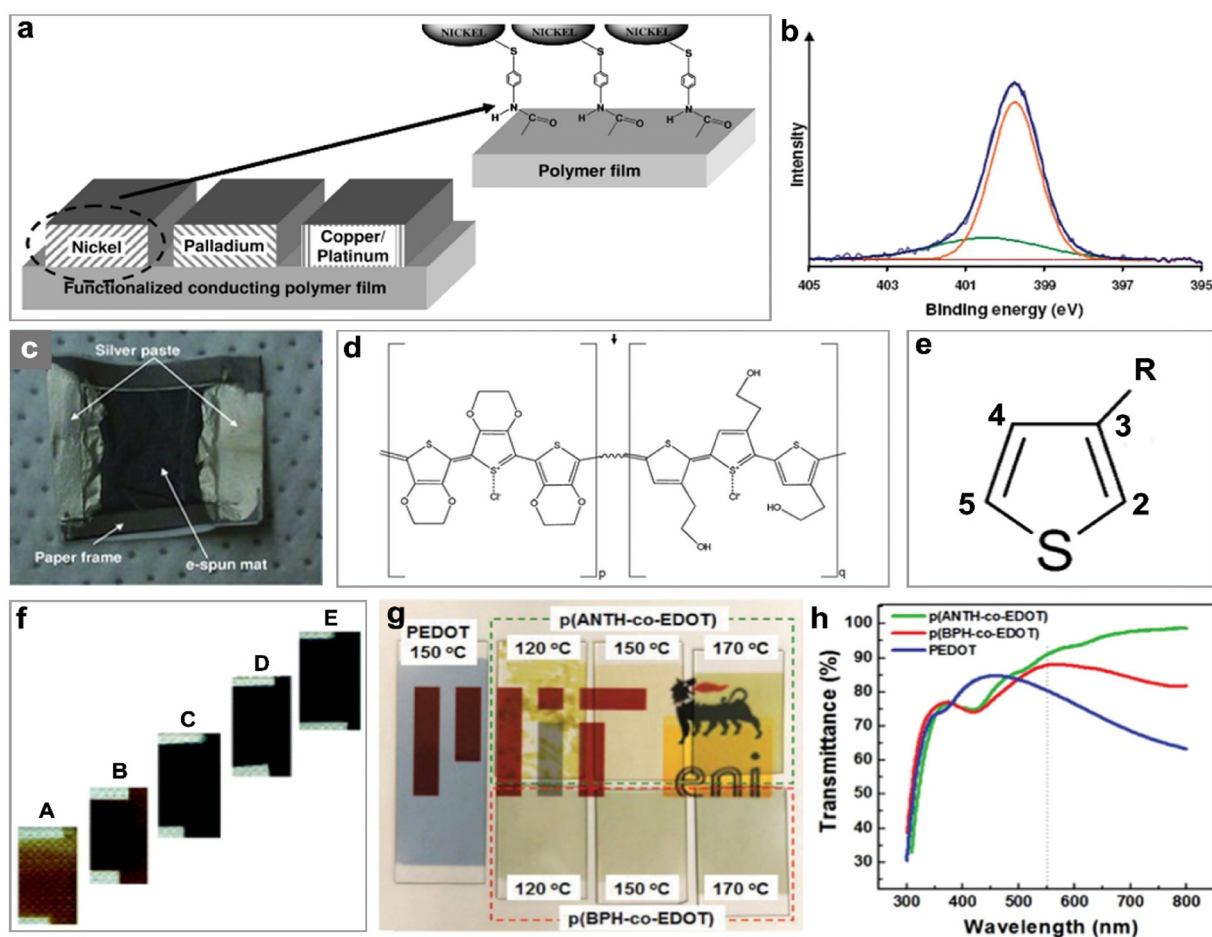 a
NICKEL NICKEL NICKEL
S S S
N N N
H C O H C O H C O
Polymer film
Nickel
Palladium
Copper/
Platinum
Functionalized conducting polymer film
b
Intensity
405 403 401 399 397 395
Binding energy (eV)
c
Silver paste
Paper frame
e-spun mat
d
OH
O O
S S S S S S
O O O O
Cl⁻ Cl⁻
HO
OH
p q
e
R
4 3
5 2
S
f
A
B
C
D
E
g
p(ANTH-co-EDOT)
PEDOT
150 °C
120 °C 150 °C 170 °C
eni
120 °C 150 °C 170 °C
p(BPH-co-EDOT)
h
p(ANTH-co-EDOT)
p(BPH-co-EDOT)
PEDOT
Transmittance (%)
100
90
80
70
60
50
40
30
300 400 500 600 700 800
Wavelength (nm)